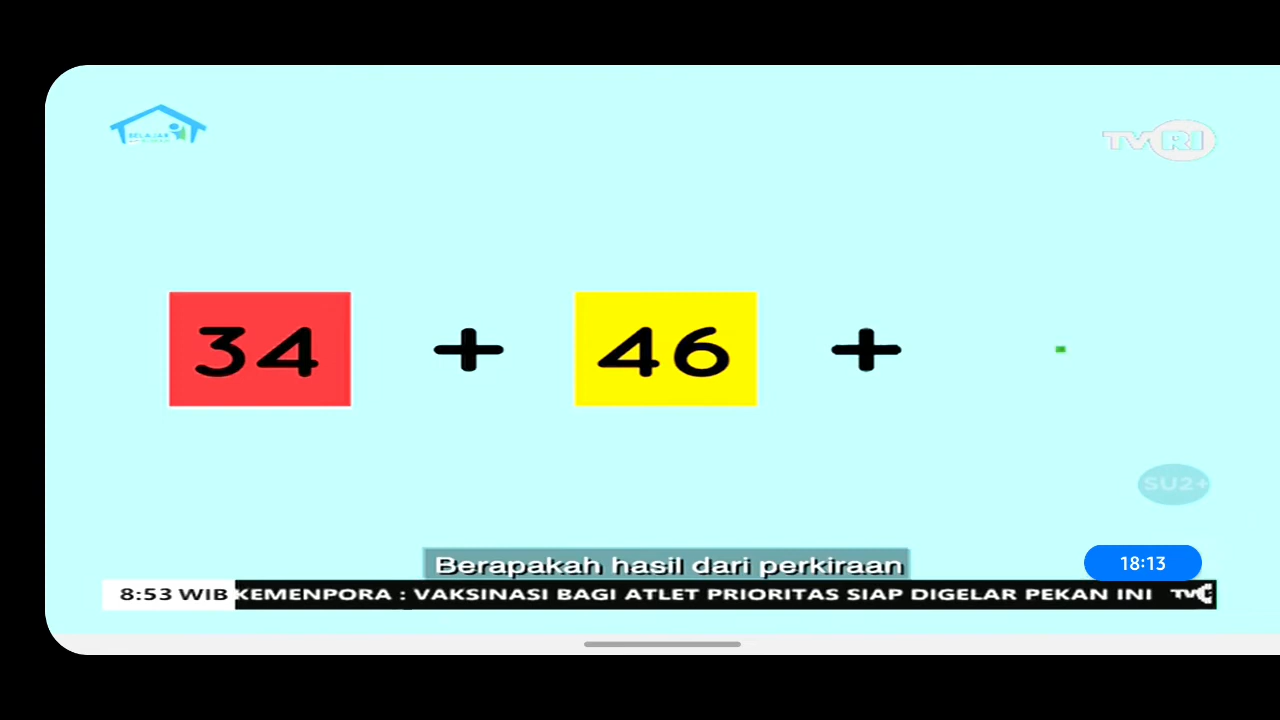 BELAJAR
TVRI
34 + 46 +
SU2+
Berapakah hasil dari perkiraan
18:13
8:53 WIB KEMENPORA : VAKSINASI BAGI ATLET PRIORITAS SIAP DIGELAR PEKAN INI